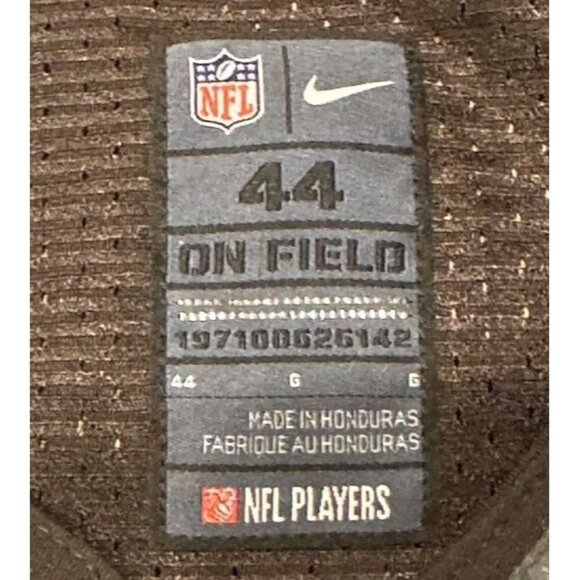 NFL
44
ON FIELD
197100626142
44 G G
MADE IN HONDURAS
FABRIQUE AU HONDURAS
NFL PLAYERS